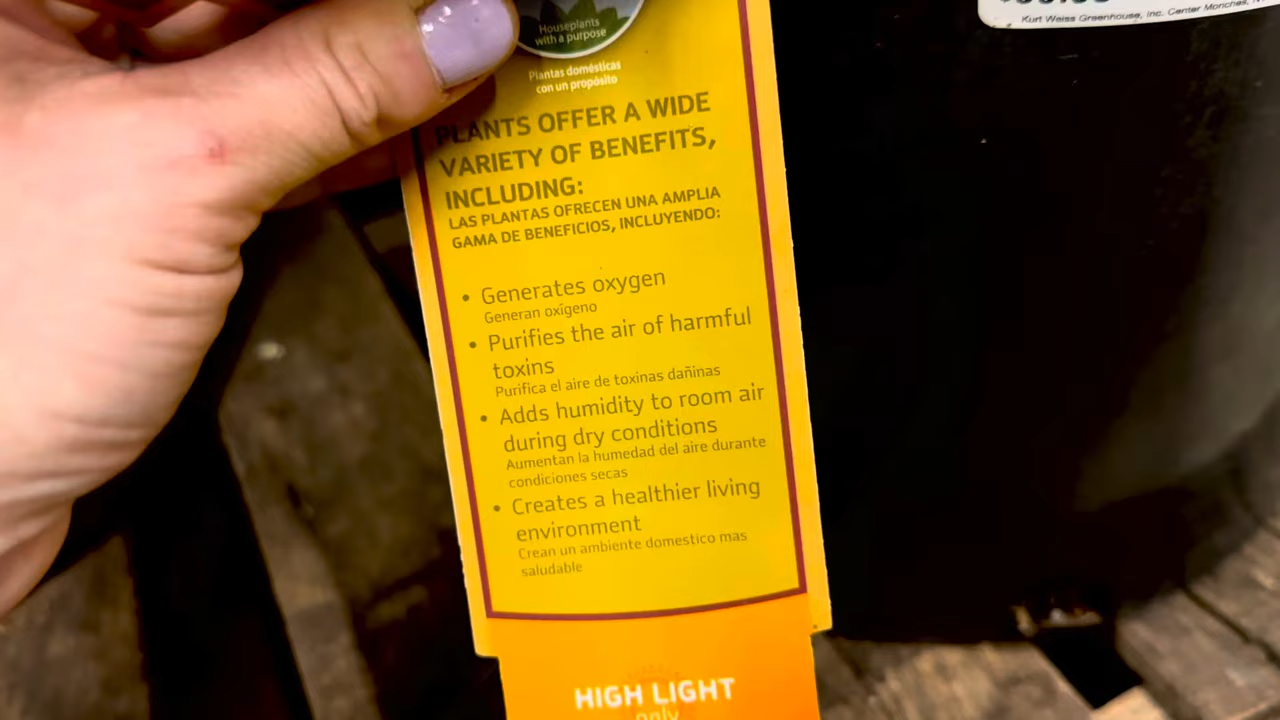 Kurt Weiss Greenhouse, Inc. Center Moriches,
Houseplants
with a purpose
Plantas domésticas
con un propósito
PLANTS OFFER A WIDE
VARIETY OF BENEFITS,
INCLUDING:
LAS PLANTAS OFRECEN UNA AMPLIA
GAMA DE BENEFICIOS, INCLUYENDO:
• Generates oxygen
Generan oxígeno
• Purifies the air of harmful
toxins
Purifica el aire de toxinas dañinas
• Adds humidity to room air
during dry conditions
Aumentan la humedad del aire durante
condiciones secas
• Creates a healthier living
environment
Crean un ambiente domestico mas
saludable
HIGH LIGHT
only